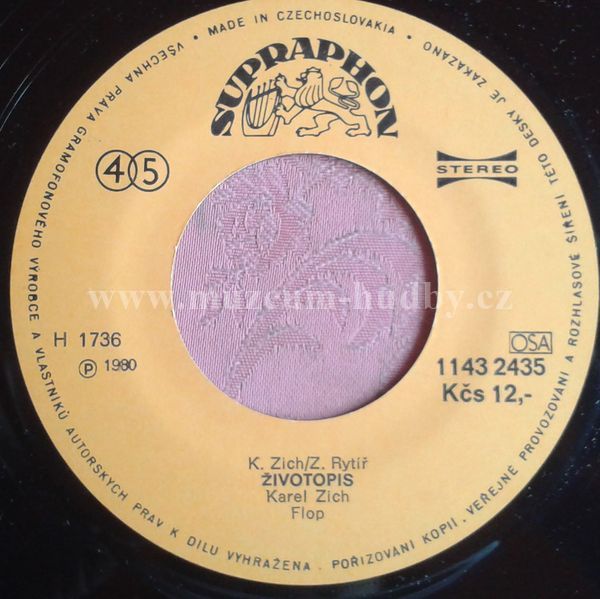 VŠECHNA PRÁVA GRAMOFONOVÉHO VÝROBCE A VLASTNÍKŮ AUTORSKÝCH PRÁV K DÍLU VYHRAŽENA. POŘIZOVÁNÍ KOPIÍ, VEŘEJNÉ PROVOZOVÁNÍ A ROZHLASOVÉ ŠÍŘENÍ TÉTO DESKY JE ZAKÁZÁNO • MADE IN CZECHOSLOVAKIA •
SUPRAPHON
45
STEREO
www.muzeum-hudby.cz
H 1736
℗ 1980
OSA
1143 2435
Kčs 12,-
K. Zich/Z. Rytíř
ŽIVOTOPIS
Karel Zich
Flop